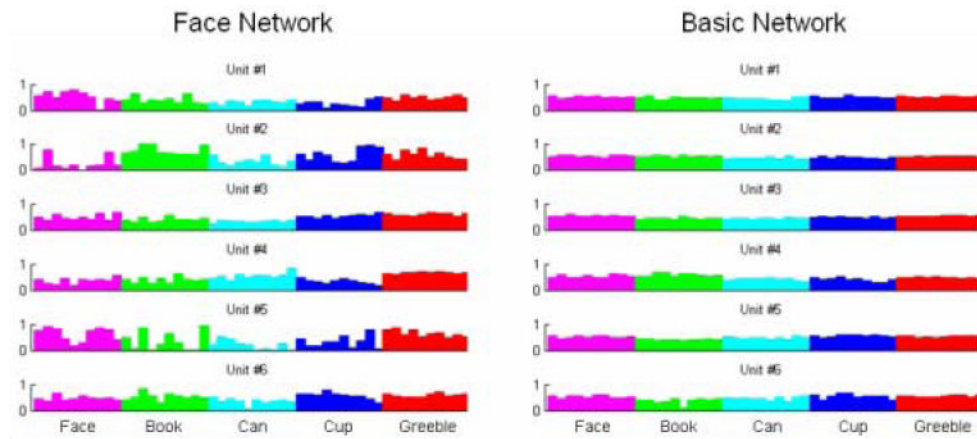 Face Network
Unit #1
1
0
Unit #2
1
0
Unit #3
1
0
Unit #4
1
0
Unit #5
1
0
Unit #6
1
0
Face Book Can Cup Greeble
Basic Network
Unit #1
1
0
Unit #2
1
0
Unit #3
1
0
Unit #4
1
0
Unit #5
1
0
Unit #6
1
0
Face Book Can Cup Greeble